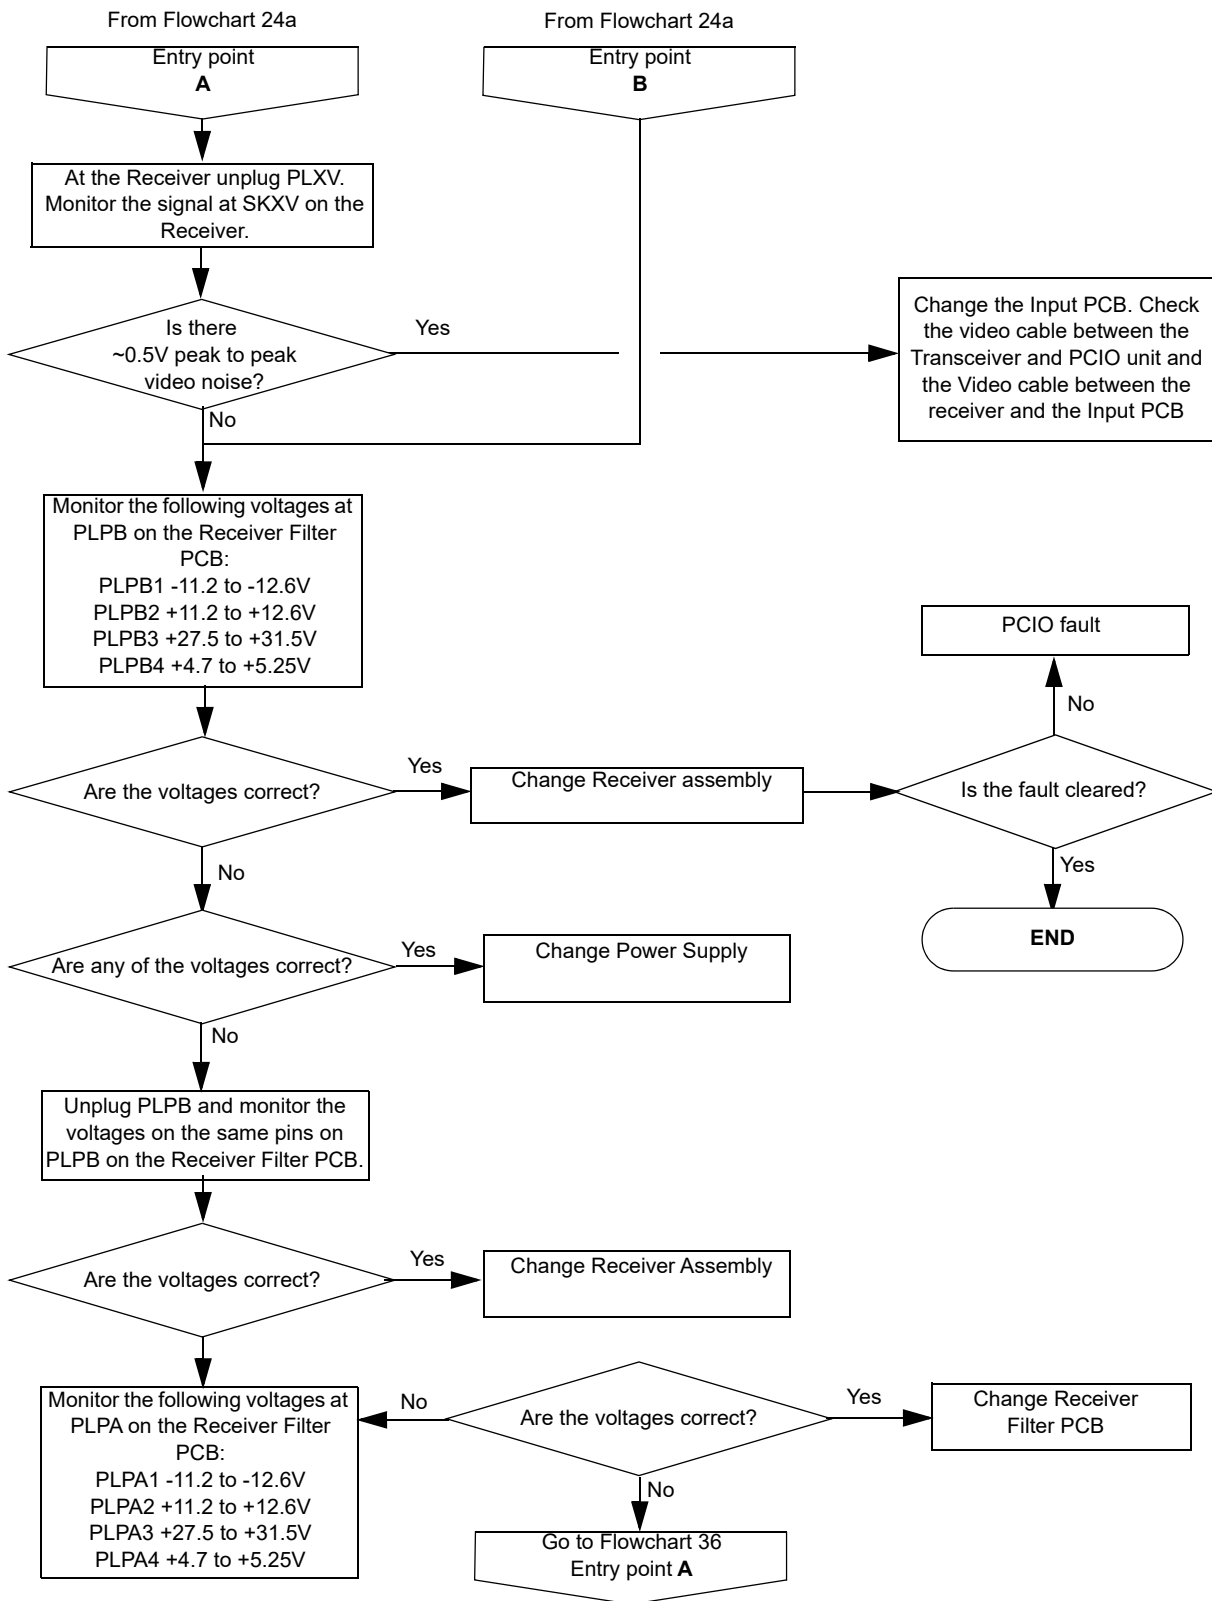 From Flowchart 24a
Entry point
A
From Flowchart 24a
Entry point
B
At the Receiver unplug PLXV.
Monitor the signal at SKXV on the
Receiver.
Is there
~0.5V peak to peak
video noise?
Yes
No
Change the Input PCB. Check
the video cable between the
Transceiver and PCIO unit and
the Video cable between the
receiver and the Input PCB
Monitor the following voltages at
PLPB on the Receiver Filter
PCB:
PLPB1 -11.2 to -12.6V
PLPB2 +11.2 to +12.6V
PLPB3 +27.5 to +31.5V
PLPB4 +4.7 to +5.25V
PCIO fault
No
Are the voltages correct?
Yes
Change Receiver assembly
Is the fault cleared?
Yes
END
No
Are any of the voltages correct?
Yes
Change Power Supply
No
Unplug PLPB and monitor the
voltages on the same pins on
PLPB on the Receiver Filter PCB.
Are the voltages correct?
Yes
Change Receiver Assembly
Monitor the following voltages at
PLPA on the Receiver Filter
PCB:
PLPA1 -11.2 to -12.6V
PLPA2 +11.2 to +12.6V
PLPA3 +27.5 to +31.5V
PLPA4 +4.7 to +5.25V
No
Are the voltages correct?
Yes
Change Receiver
Filter PCB
No
Go to Flowchart 36
Entry point A